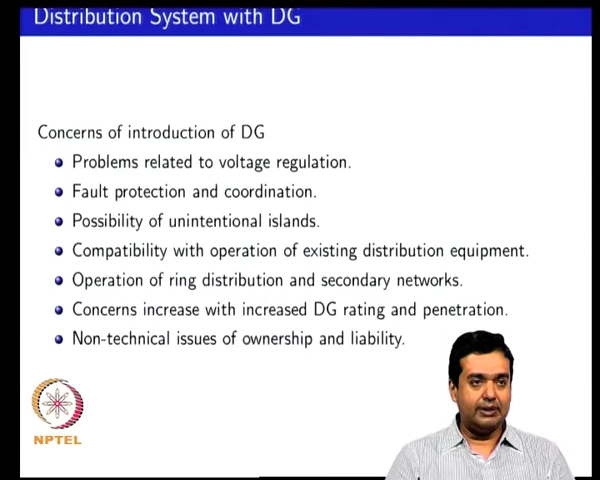 Distribution System with DG
Concerns of introduction of DG
Problems related to voltage regulation.
Fault protection and coordination.
Possibility of unintentional islands.
Compatibility with operation of existing distribution equipment.
Operation of ring distribution and secondary networks.
Concerns increase with increased DG rating and penetration.
Non-technical issues of ownership and liability.
NPTEL